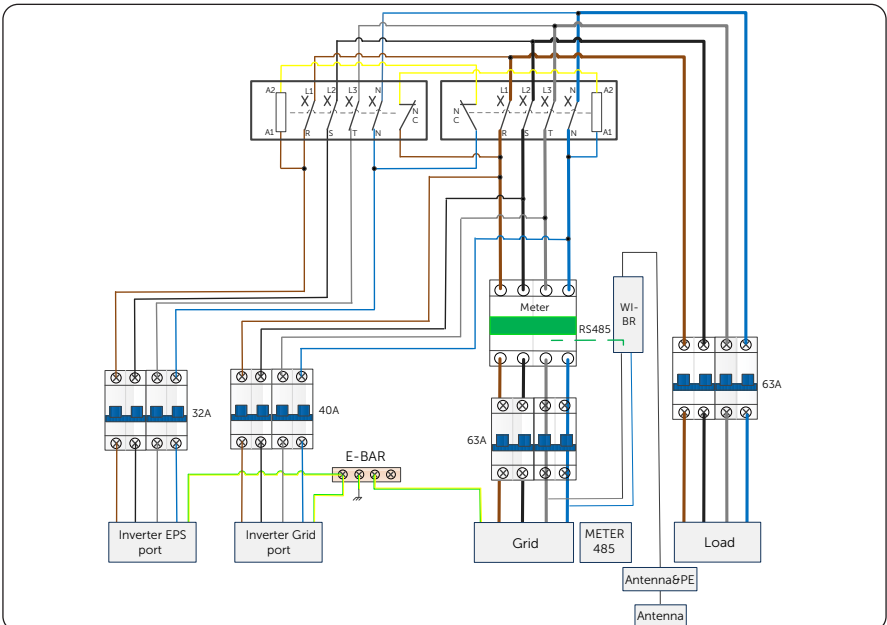 A2 L1 L2 L3 N
N C
A1 R S T N
L1 L2 L3 N A2
N C
R S T N A1
Meter
RS485
WI-
BR
32A
40A
63A
63A
E-BAR
Inverter EPS
port
Inverter Grid
port
Grid
METER
485
Load
Antenna&PE
Antenna